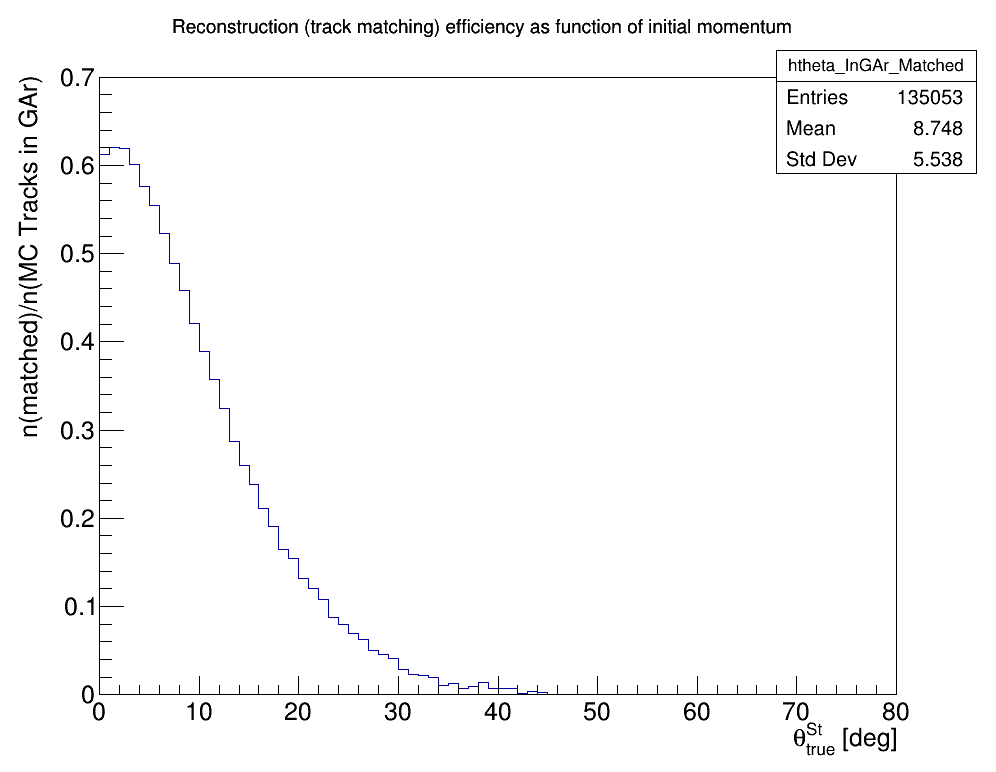 Reconstruction (track matching) efficiency as function of initial momentum
htheta_InGAr_Matched
Entries 135053
Mean 8.748
Std Dev 5.538
n(matched)/n(MC Tracks in GAr)
0.7
0.6
0.5
0.4
0.3
0.2
0.1
0
0 10 20 30 40 50 60 70 80
θ^St_true [deg]